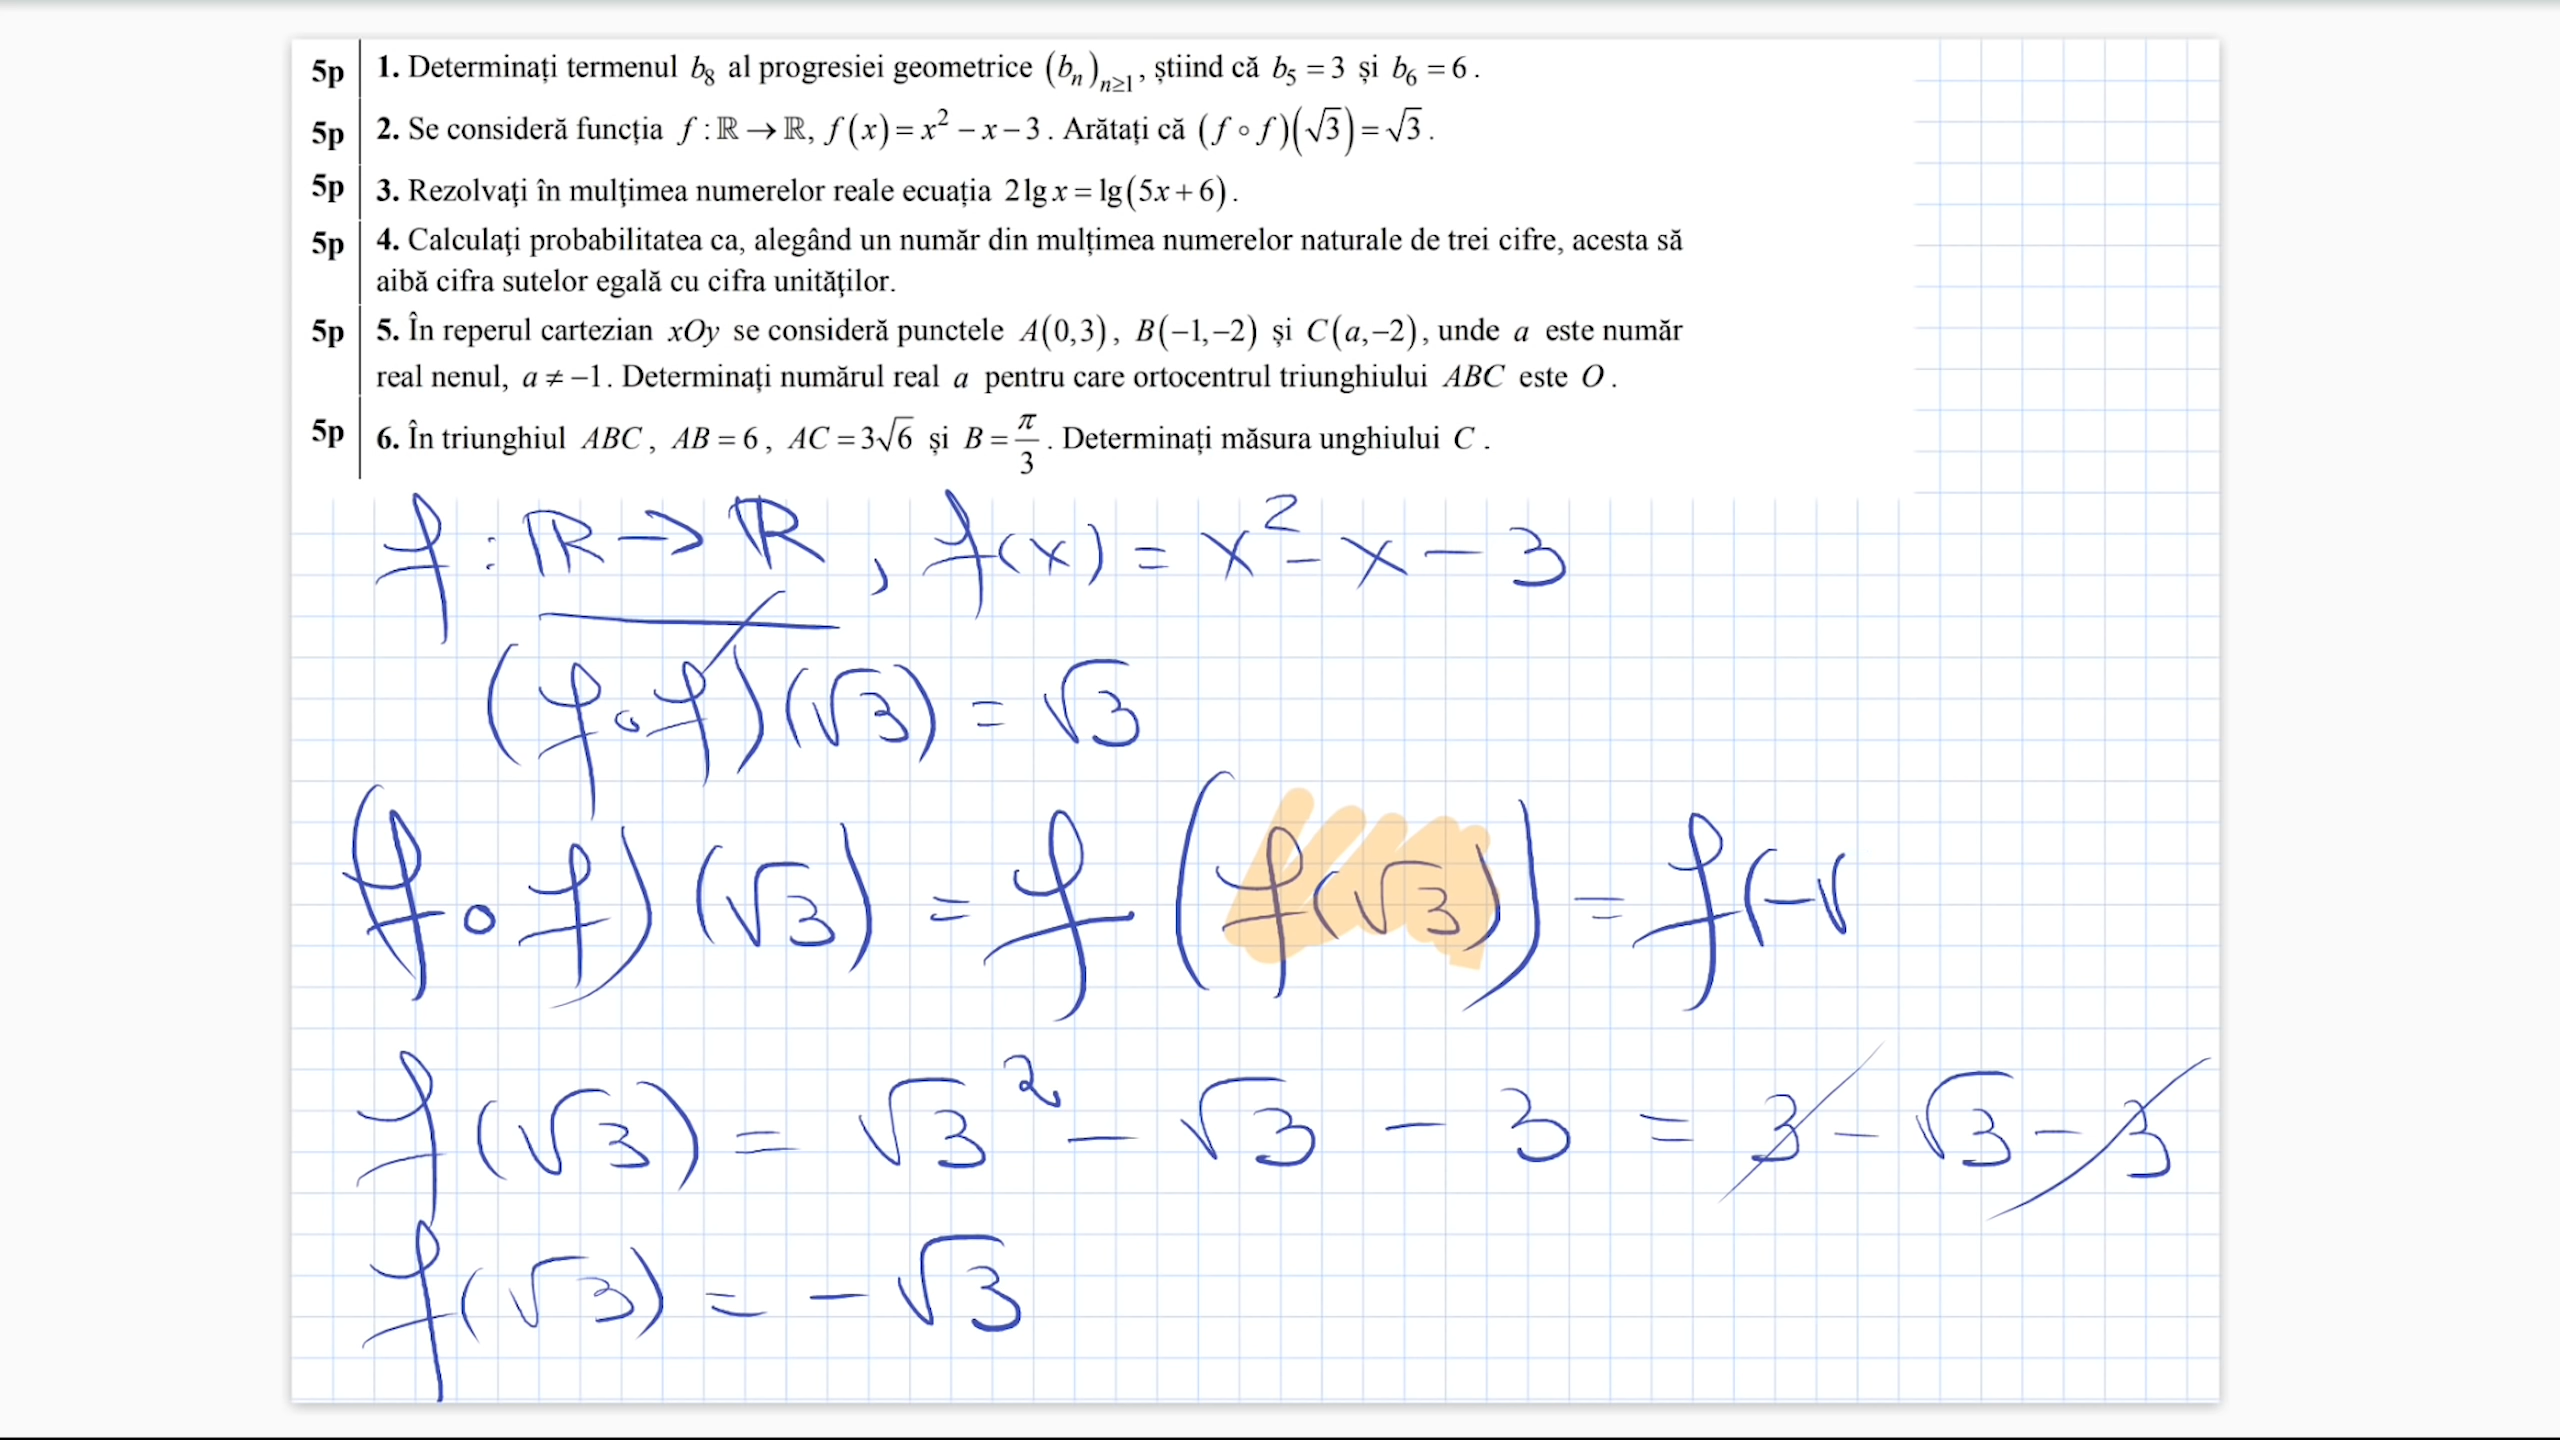 5p 1. Determinați termenul b₈ al progresiei geometrice (bₙ)ₙ≥₁, știind că b₅ = 3 și b₆ = 6.
5p 2. Se consideră funcția f : ℝ → ℝ, f(x) = x² − x − 3. Arătați că (f ∘ f)(√3) = √3.
5p 3. Rezolvați în mulțimea numerelor reale ecuația 2lg x = lg(5x + 6).
5p 4. Calculați probabilitatea ca, alegând un număr din mulțimea numerelor naturale de trei cifre, acesta să
aibă cifra sutelor egală cu cifra unităților.
5p 5. În reperul cartezian xOy se consideră punctele A(0,3), B(−1,−2) și C(a,−2), unde a este număr
real nenul, a ≠ −1. Determinați numărul real a pentru care ortocentrul triunghiului ABC este O.
5p 6. În triunghiul ABC, AB = 6, AC = 3√6 și B = π/3. Determinați măsura unghiului C.
f : ℝ → ℝ, f(x) = x² − x − 3
(f ∘ f)(√3) = √3
(f ∘ f)(√3) = f(f(√3)) = f(−√
f(√3) = √3² − √3 − 3 = 3 − √3 − 3
f(√3) = −√3